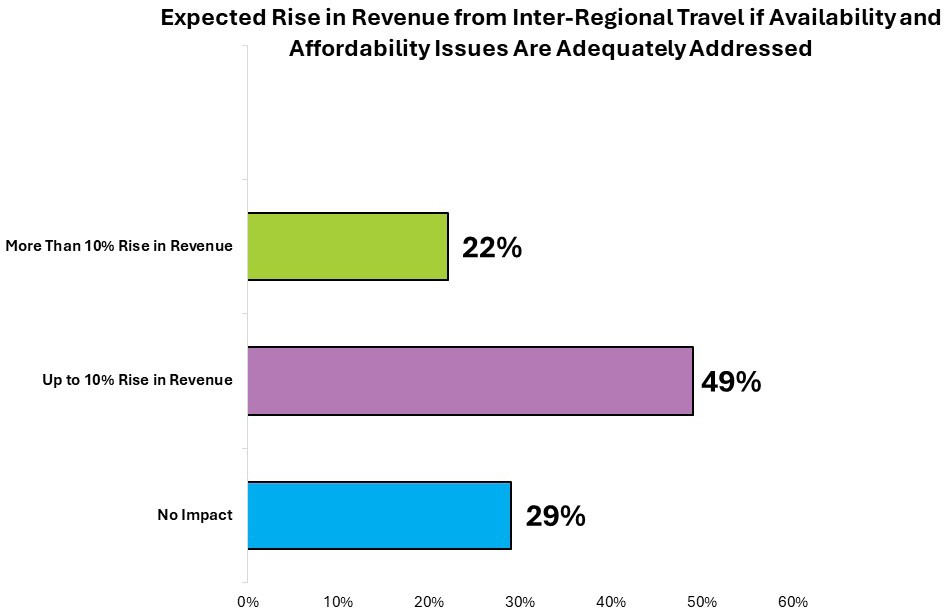 Expected Rise in Revenue from Inter-Regional Travel if Availability and
Affordability Issues Are Adequately Addressed
More Than 10% Rise in Revenue
22%
Up to 10% Rise in Revenue
49%
No Impact
29%
0% 10% 20% 30% 40% 50% 60%